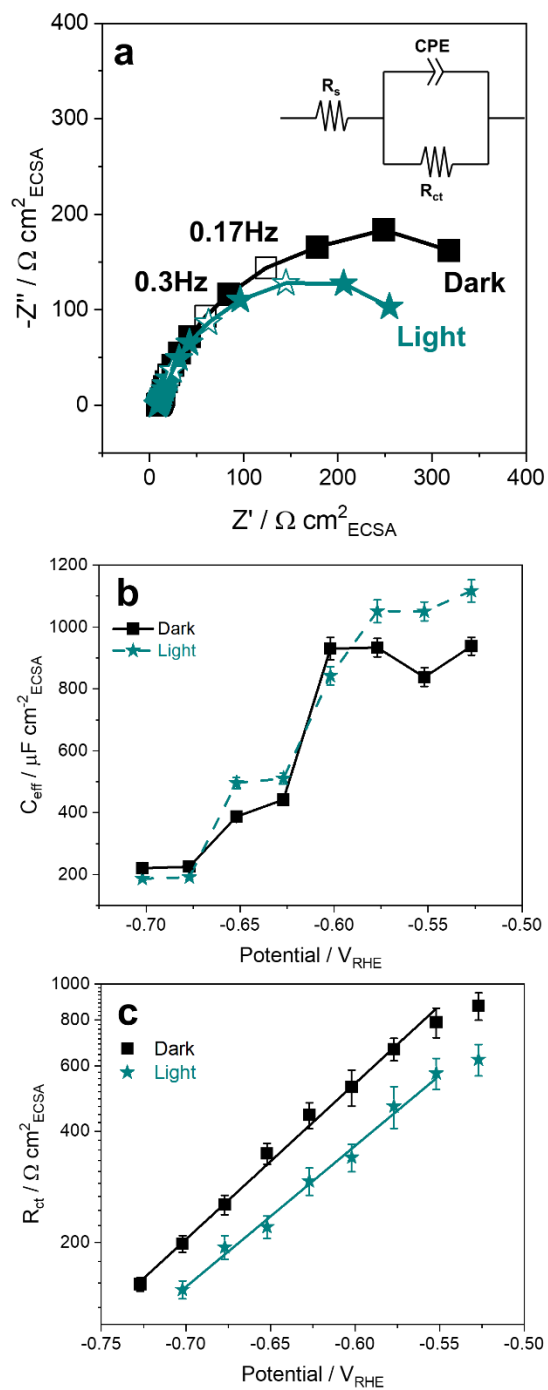 a
400
300
200
100
0
-Z'' / Ω cm²ECSA
CPE
Rs
Rct
0.17Hz
0.3Hz
Dark
Light
0 100 200 300 400
Z' / Ω cm²ECSA
b
Dark
Light
1200
1000
800
600
400
200
Ceff / μF cm⁻²ECSA
-0.70 -0.65 -0.60 -0.55 -0.50
Potential / VRHE
c
Dark
Light
1000
800
600
400
200
Rct / Ω cm²ECSA
-0.75 -0.70 -0.65 -0.60 -0.55 -0.50
Potential / VRHE